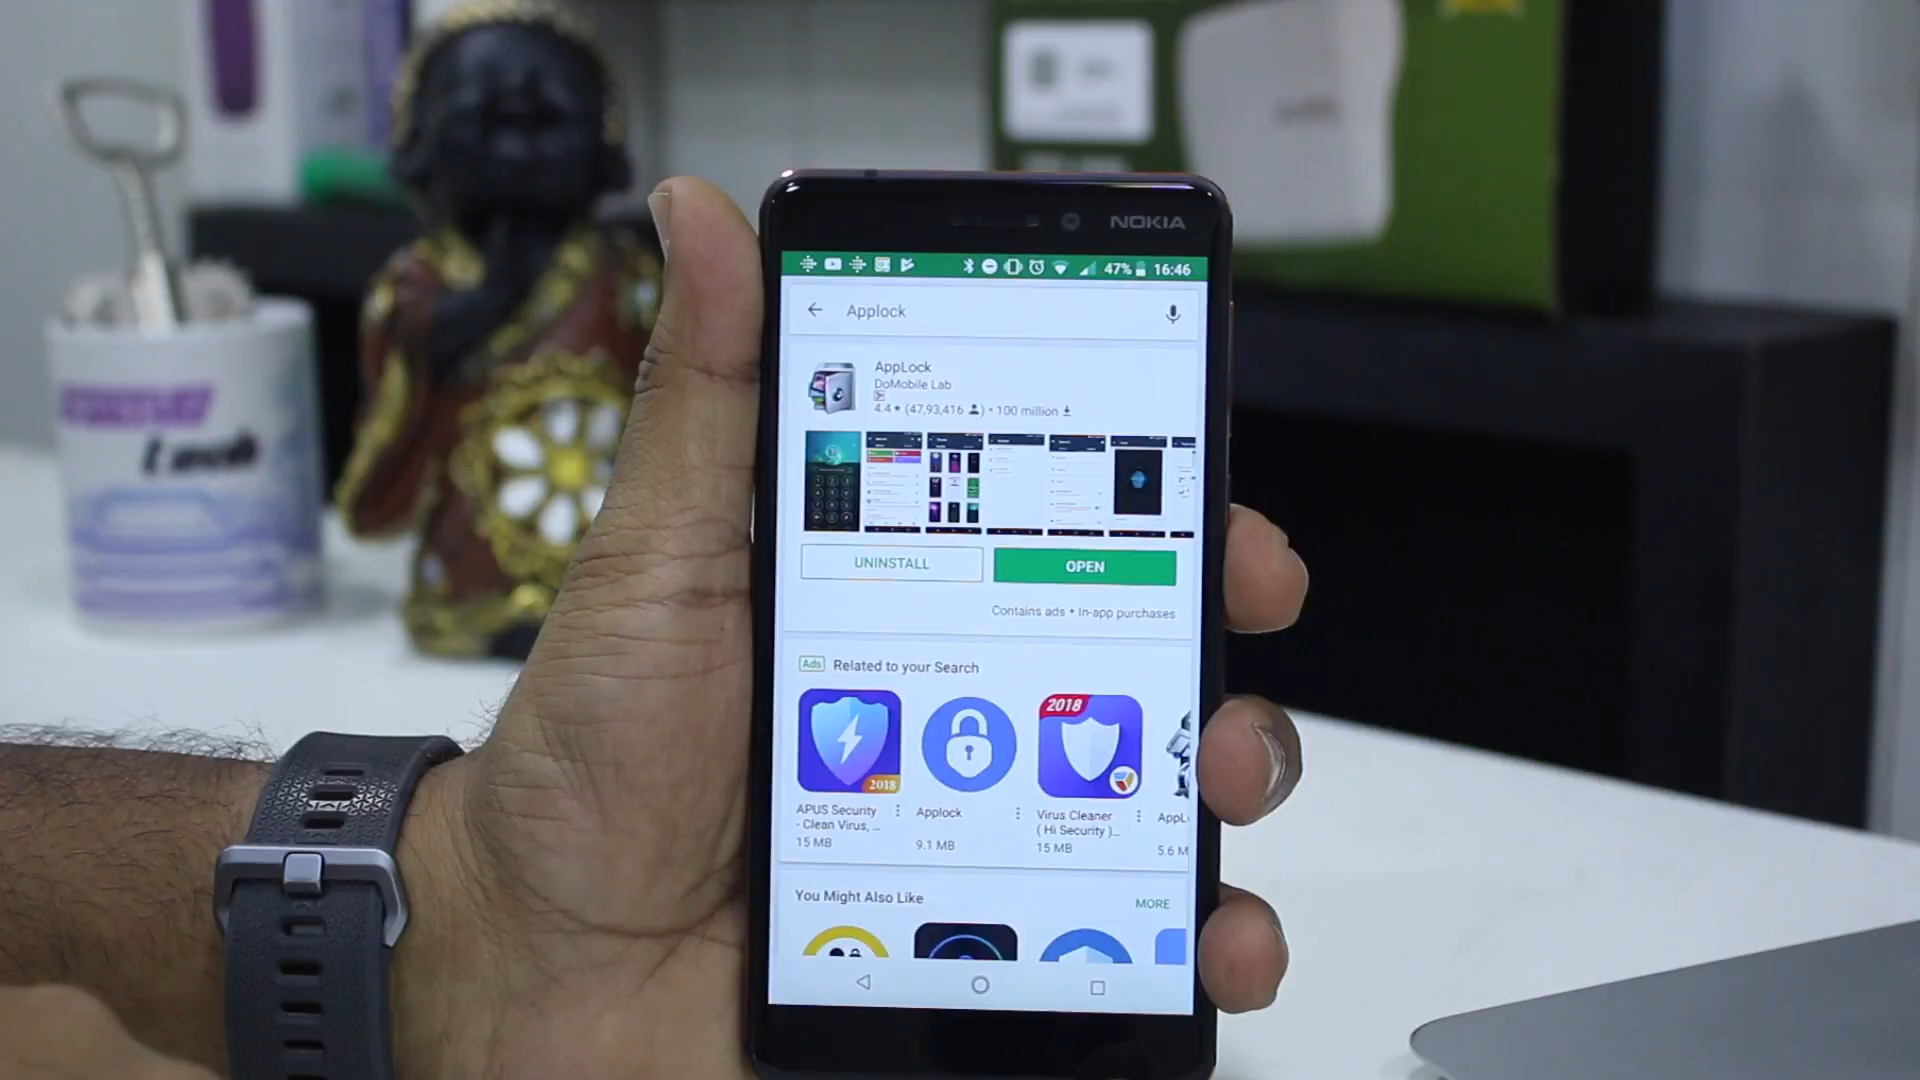 NOKIA
47% 16:46
Applock
AppLock
DoMobile Lab
4.4 ★ (47,93,416 ) • 100 million
UNINSTALL
OPEN
Contains ads • In-app purchases
Ads Related to your Search
2018
2018
APUS Security
- Clean Virus, ...
15 MB
Applock
9.1 MB
Virus Cleaner
( Hi Security )...
15 MB
AppL
5.6 M
You Might Also Like
MORE